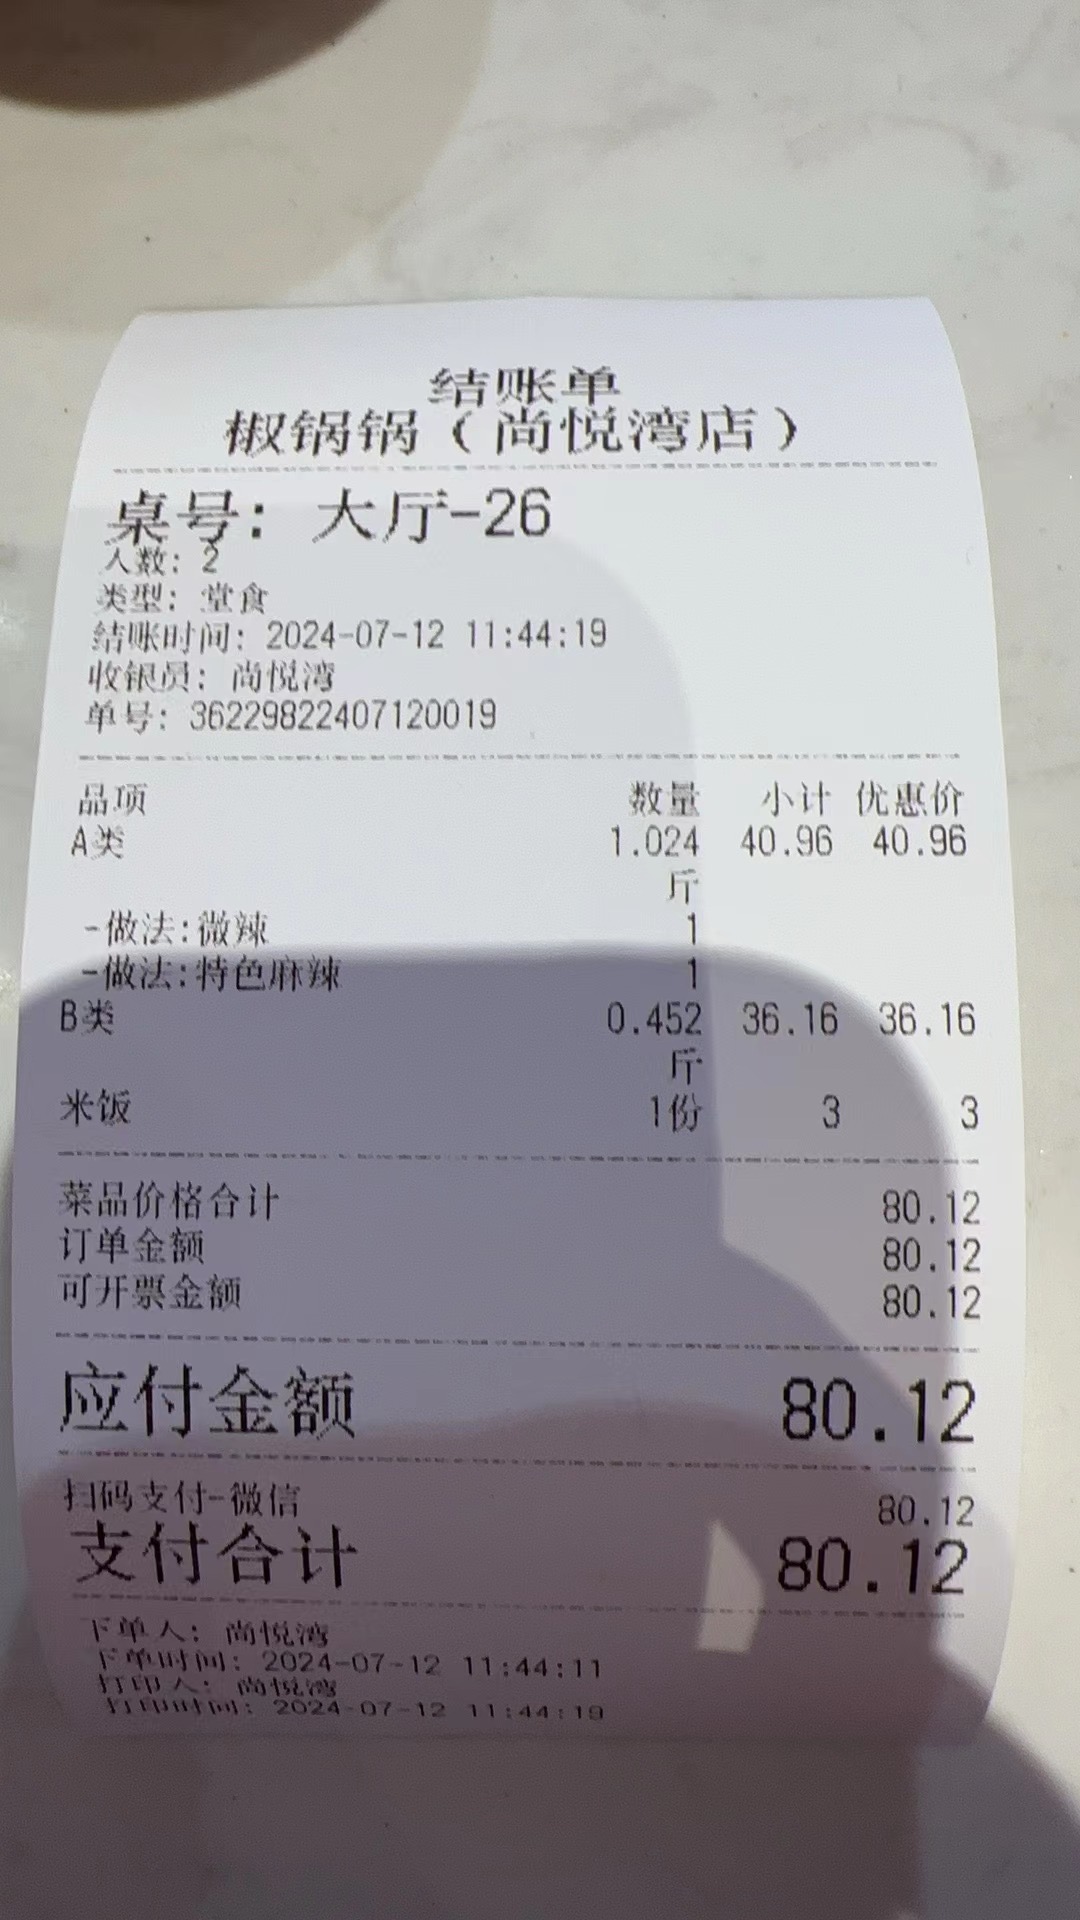 结账单
椒锅锅（尚悦湾店）
桌号: 大厅-26
人数: 2
类型: 堂食
结账时间: 2024-07-12 11:44:19
收银员: 尚悦湾
单号: 36229822407120019
品项 数量 小计 优惠价
A类 1.024 40.96 40.96
斤
-做法:微辣 1
-做法:特色麻辣 1
B类 0.452 36.16 36.16
斤
米饭 1份 3 3
菜品价格合计 80.12
订单金额 80.12
可开票金额 80.12
应付金额 80.12
扫码支付-微信 80.12
支付合计 80.12
下单人: 尚悦湾
下单时间: 2024-07-12 11:44:11
打印人: 尚悦湾
打印时间: 2024-07-12 11:44:19